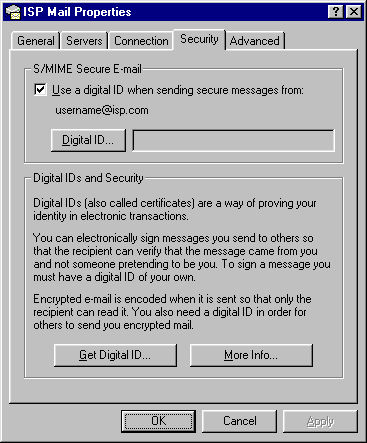 ISP Mail Properties
General Servers Connection Security Advanced
S/MIME Secure E-mail
Use a digital ID when sending secure messages from:
username@isp.com
Digital ID...
Digital IDs and Security
Digital IDs (also called certificates) are a way of proving your
identity in electronic transactions.
You can electronically sign messages you send to others so
that the recipient can verify that the message came from you
and not someone pretending to be you. To sign a message you
must have a digital ID of your own.
Encrypted e-mail is encoded when it is sent so that only the
recipient can read it. You also need a digital ID in order for
others to send you encrypted mail.
Get Digital ID... More Info...
OK Cancel Apply